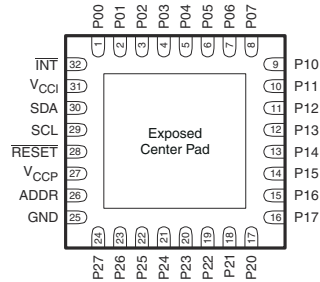 P00 P01 P02 P03 P04 P05 P06 P07
1 2 3 4 5 6 7 8
INT 32 9 P10
VCCI 31 10 P11
SDA 30 11 P12
SCL 29 12 P13
RESET 28 13 P14
VCCP 27 14 P15
ADDR 26 15 P16
GND 25 16 P17
Exposed
Center Pad
24 23 22 21 20 19 18 17
P27 P26 P25 P24 P23 P22 P21 P20